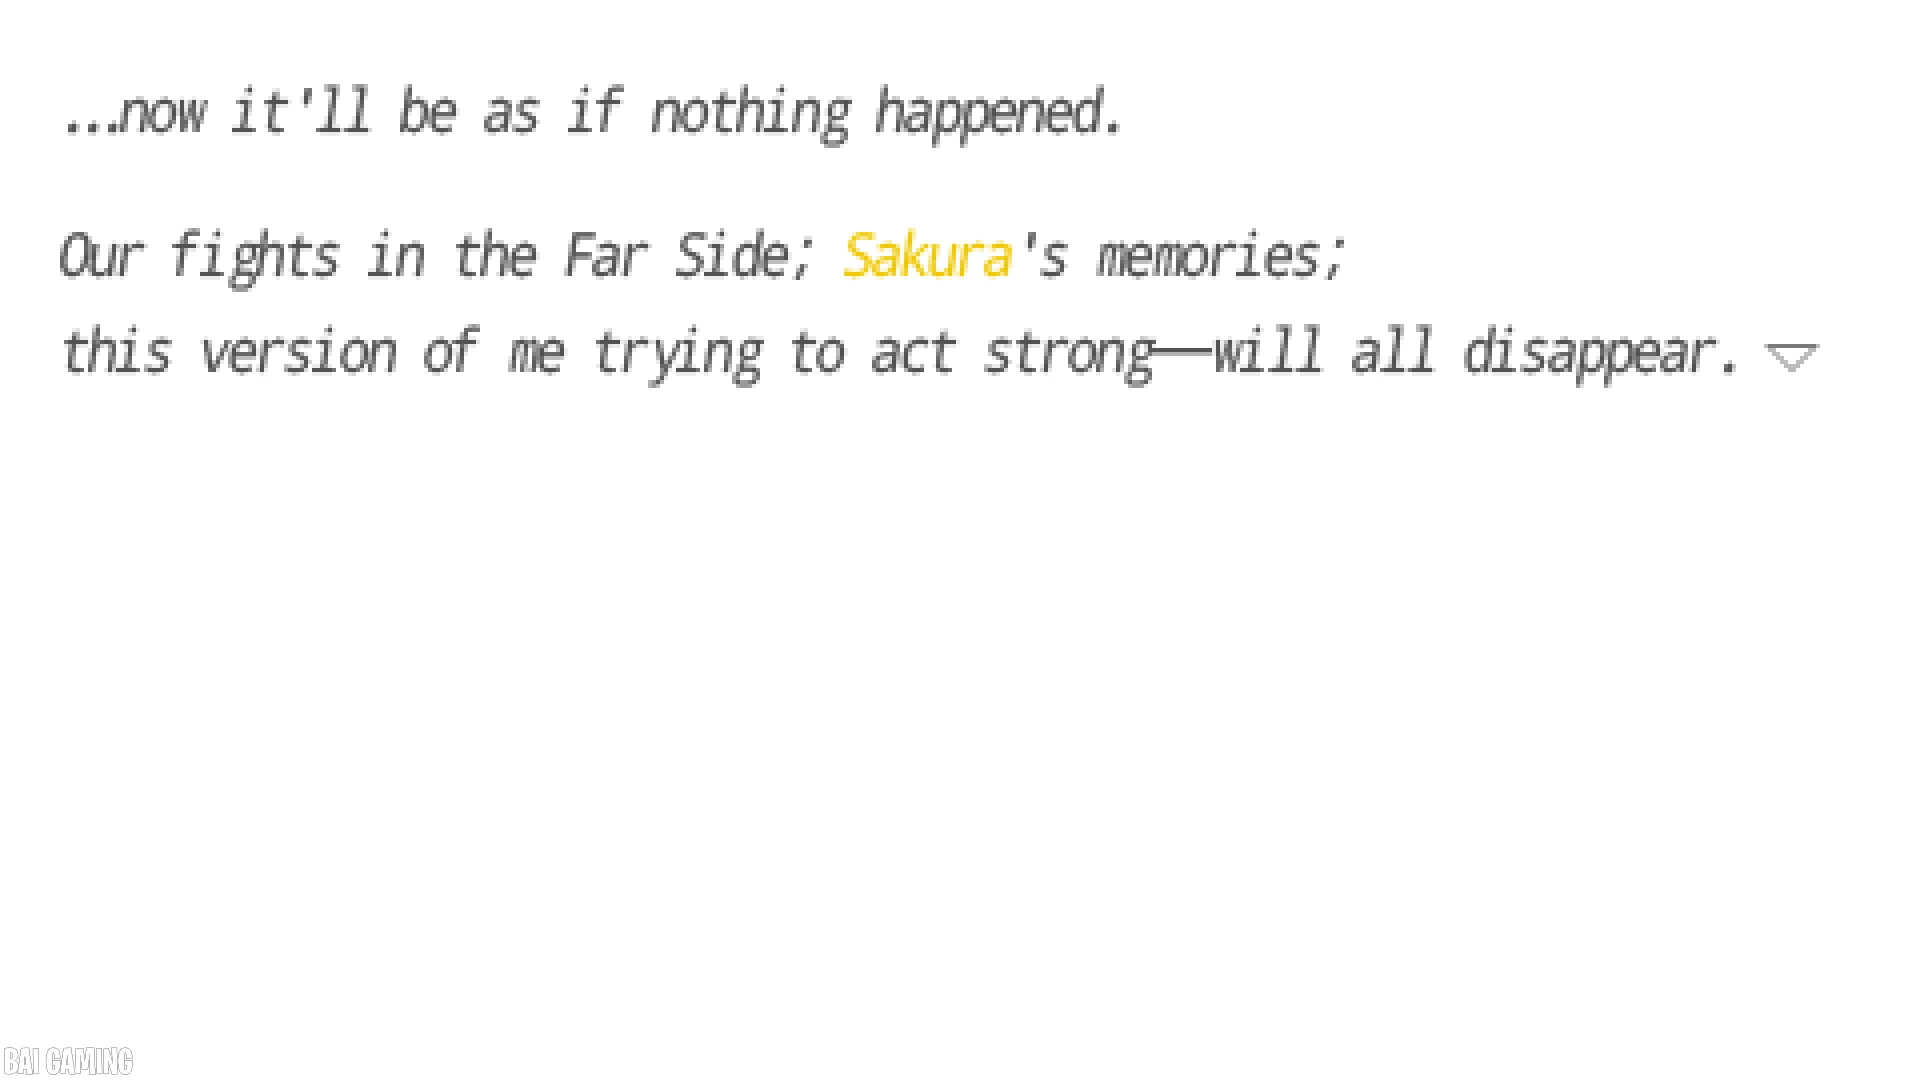 ...now it'll be as if nothing happened.
Our fights in the Far Side; Sakura's memories;
this version of me trying to act strong—will all disappear.
BAI GAMING